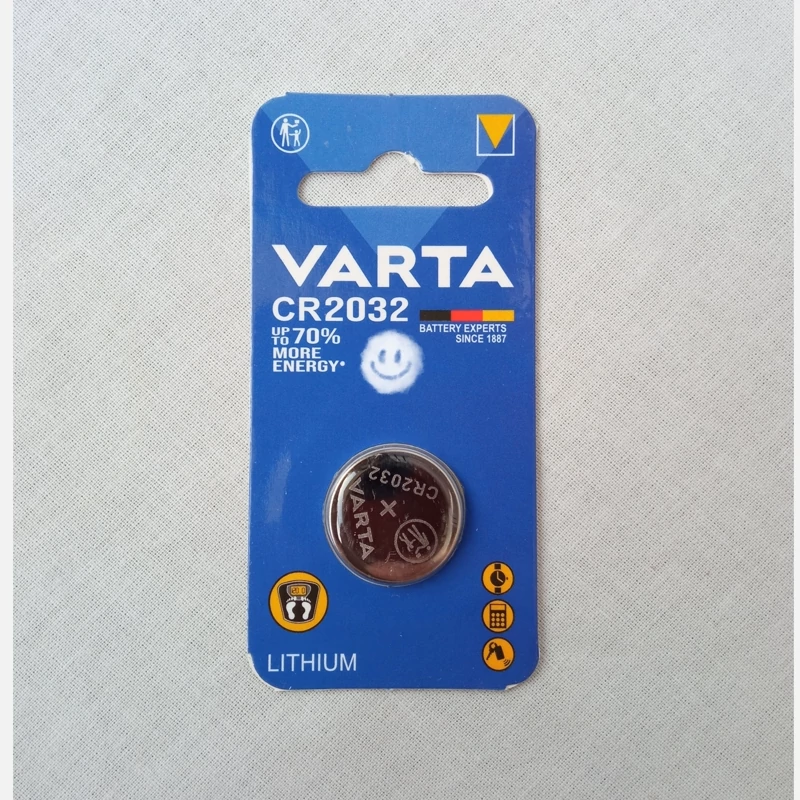 VARTA
CR2032
UP TO 70%
MORE
ENERGY*
BATTERY EXPERTS
SINCE 1887
CR2032
VARTA
+
LITHIUM